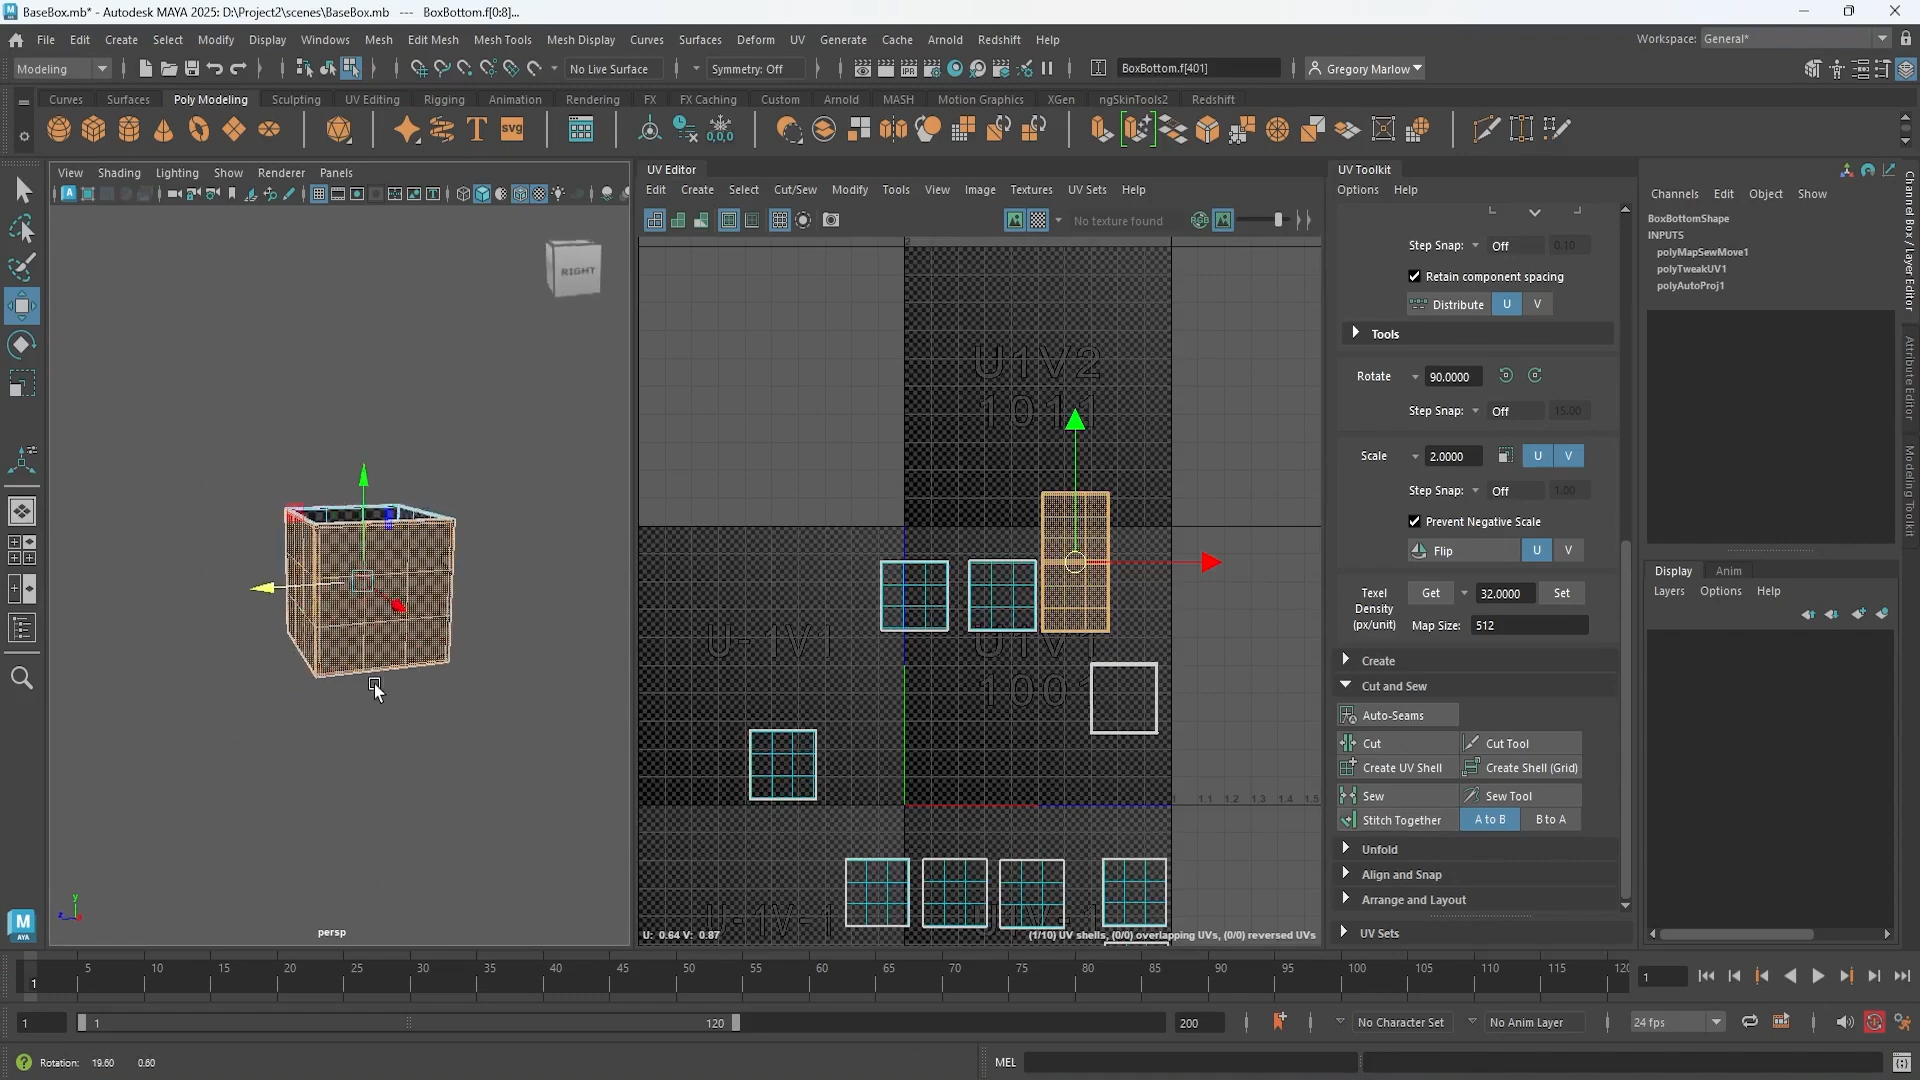 BaseBox.mb* - Autodesk MAYA 2025: D:\Project2\scenes\BaseBox.mb --- BoxBottom.f[0:8]...
File Edit Create Select Modify Display Windows Mesh Edit Mesh Mesh Tools Mesh Display Curves Surfaces Deform UV Generate Cache Arnold Redshift Help
Workspace: General*
Modeling No Live Surface Symmetry: Off BoxBottom.f[401] Gregory Marlow
Curves Surfaces Poly Modeling Sculpting UV Editing Rigging Animation Rendering FX FX Caching Custom Arnold MASH Motion Graphics XGen ngSkinTools2 Redshift
View Shading Lighting Show Renderer Panels
RIGHT
persp
UV Editor
Edit Create Select Cut/Sew Modify Tools View Image Textures UV Sets Help
No texture found
U1V2
1011
1.1 1.2 1.3 1.4 1.5
U: 0.64 V: 0.87
(1/10) UV shells, (0/0) overlapping UVs, (0/0) reversed UVs
UV Toolkit
Options Help
Step Snap: Off 0.10
Retain component spacing
Distribute U V
Tools
Rotate 90.0000
Step Snap: Off 15.00
Scale 2.0000 U V
Step Snap: Off 1.00
Prevent Negative Scale
Flip U V
Texel Density (px/unit) Get 32.0000 Set
Map Size: 512
Create
Cut and Sew
Auto-Seams
Cut Cut Tool
Create UV Shell Create Shell (Grid)
Sew Sew Tool
Stitch Together A to B B to A
Unfold
Align and Snap
Arrange and Layout
UV Sets
Channels Edit Object Show
BoxBottomShape
INPUTS
polyMapSewMove1
polyTweakUV1
polyAutoProj1
Display Anim
Layers Options Help
Channel Box / Layer Editor
Attribute Editor
Modeling Toolkit
5 10 15 20 25 30 35 40 45 50 55 60 65 70 75 80 85 90 95 100 105 110 115 120
1 1
1 1 120 200 No Character Set No Anim Layer 24 fps
Rotation: 19.60 0.60 MEL